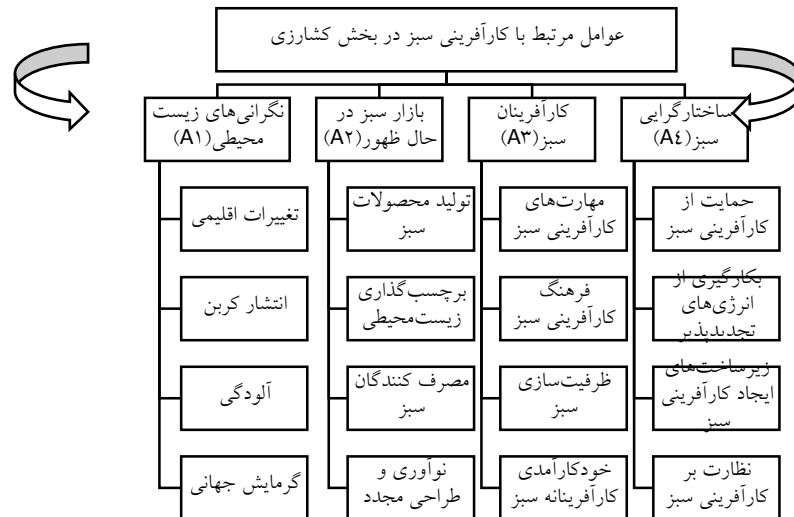 عوامل مرتبط با کارآفرینی سبز در بخش کشارزی
ساختارگرایی
سبز(A٤)
کارآفرینان
سبز(A۳)
بازار سبز در
حال ظهور(A۲)
نگرانی‌های زیست
محیطی(A۱)
حمایت از
کارآفرینی سبز
بکارگیری از
انرژی‌های
تجدیدپذیر
زیرساخت‌های
ایجاد کارآفرینی
سبز
نظارت بر
کارآفرینی سبز
مهارت‌های
کارآفرینی سبز
فرهنگ
کارآفرینی سبز
ظرفیت‌سازی
سبز
خودکارآمدی
کارآفرینانه سبز
تولید محصولات
سبز
برچسب‌گذاری
زیست‌محیطی
مصرف کنندگان
سبز
نوآوری و
طراحی مجدد
تغییرات اقلیمی
انتشار کربن
آلودگی
گرمایش جهانی